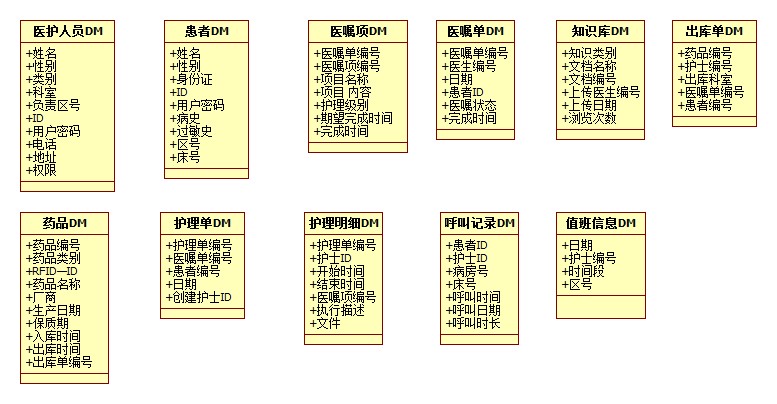 医护人员DM
+姓名
+性别
+类别
+科室
+负责区号
+ID
+用户密码
+电话
+地址
+权限
患者DM
+姓名
+性别
+身份证
+ID
+用户密码
+病史
+过敏史
+区号
+床号
医嘱项DM
+医嘱单编号
+医嘱项编号
+项目名称
+项目 内容
+护理级别
+期望完成时间
+完成时间
医嘱单DM
+医嘱单编号
+医生编号
+日期
+患者ID
+医嘱状态
+完成时间
知识库DM
+知识类别
+文档名称
+文档编号
+上传医生编号
+上传日期
+浏览次数
出库单DM
+药品编号
+护士编号
+出库科室
+医嘱单编号
+患者编号
药品DM
+药品编号
+药品类别
+RFID—ID
+药品名称
+厂商
+生产日期
+保质期
+入库时间
+出库时间
+出库单编号
护理单DM
+护理单编号
+医嘱单编号
+患者编号
+日期
+创建护士ID
护理明细DM
+护理单编号
+护士ID
+开始时间
+结束时间
+医嘱项编号
+执行描述
+文件
呼叫记录DM
+患者ID
+护士ID
+病房号
+床号
+呼叫时间
+呼叫日期
+呼叫时长
值班信息DM
+日期
+护士编号
+时间段
+区号